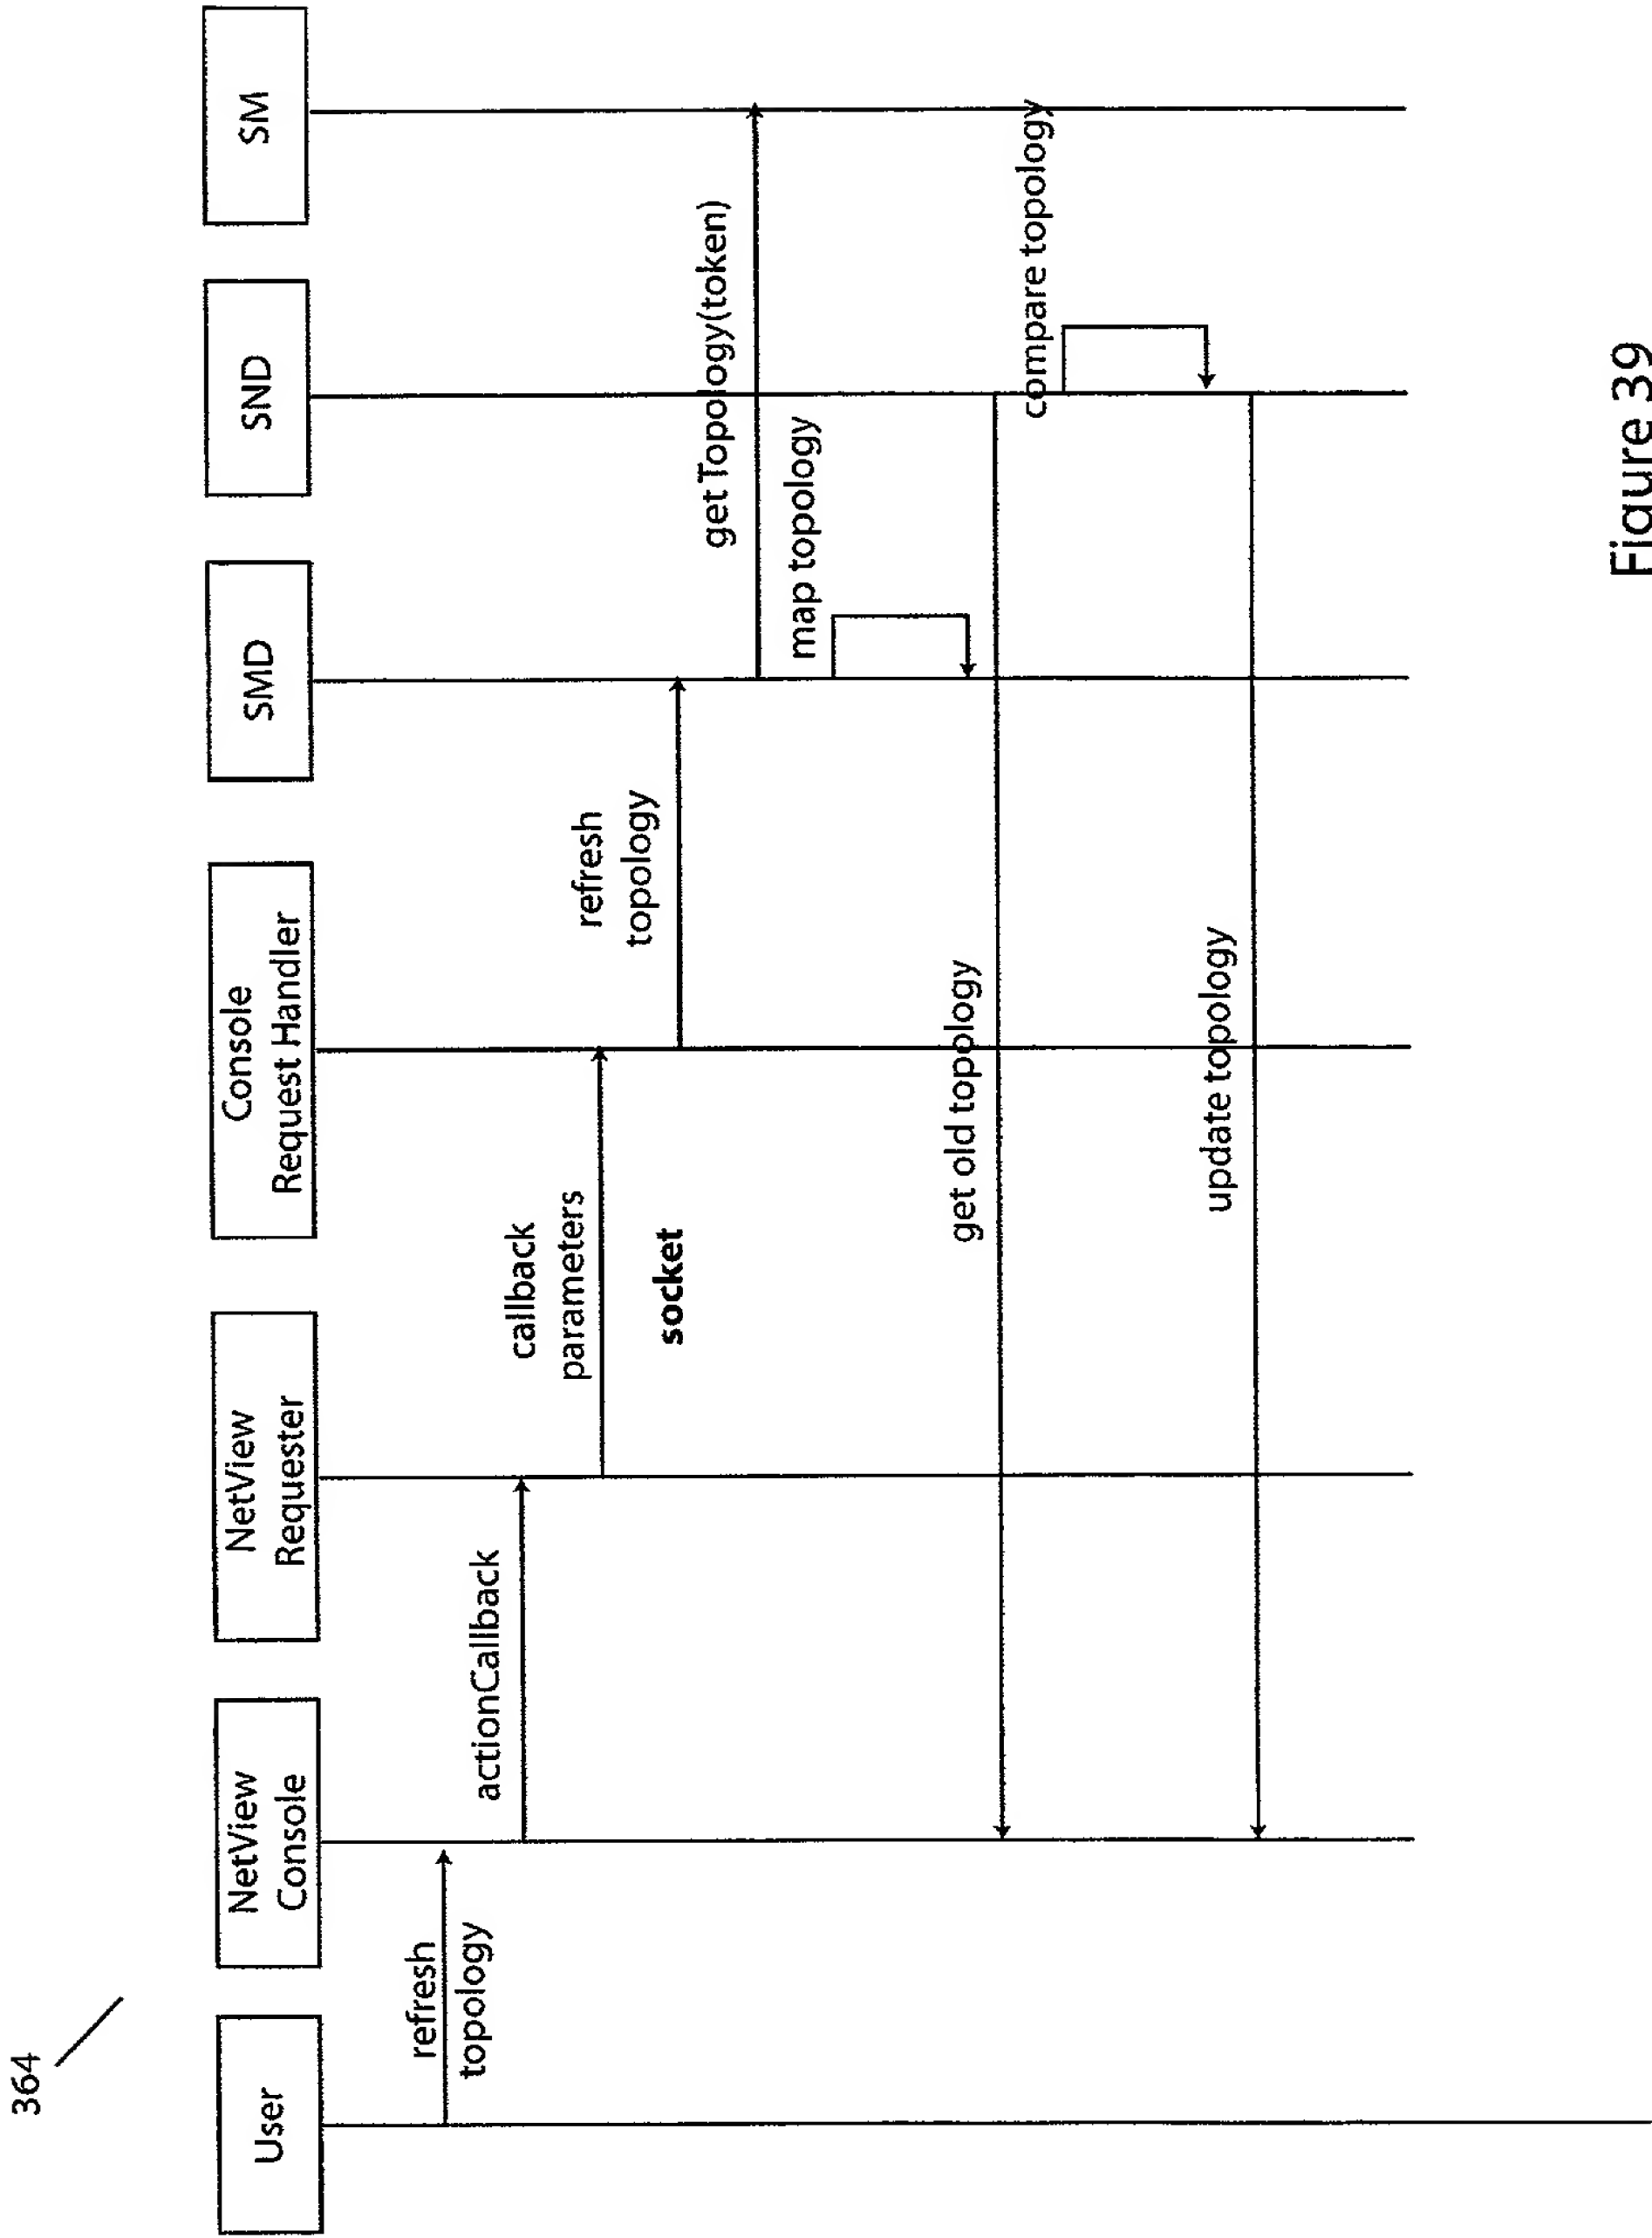 364
User
NetView
Console
NetView
Requester
Console
Request Handler
SMD
SND
SM
refresh
topology
actionCallback
callback
parameters
socket
refresh
topology
getTopology(token)
map topology
get old topology
compare topology
update topology
Figure 39